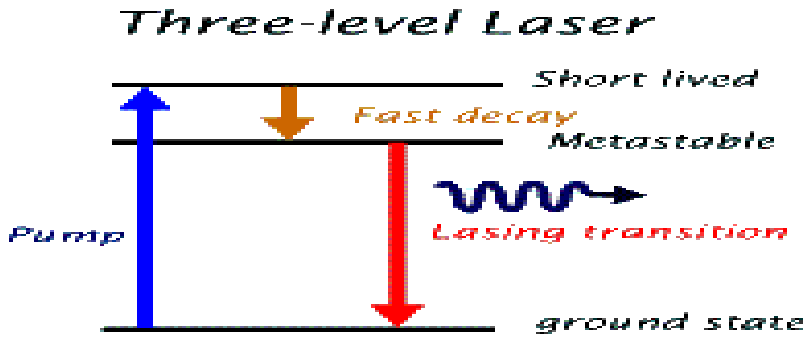 Three-level Laser
Short lived
Fast decay
Metastable
Pump
Lasing transition
ground state